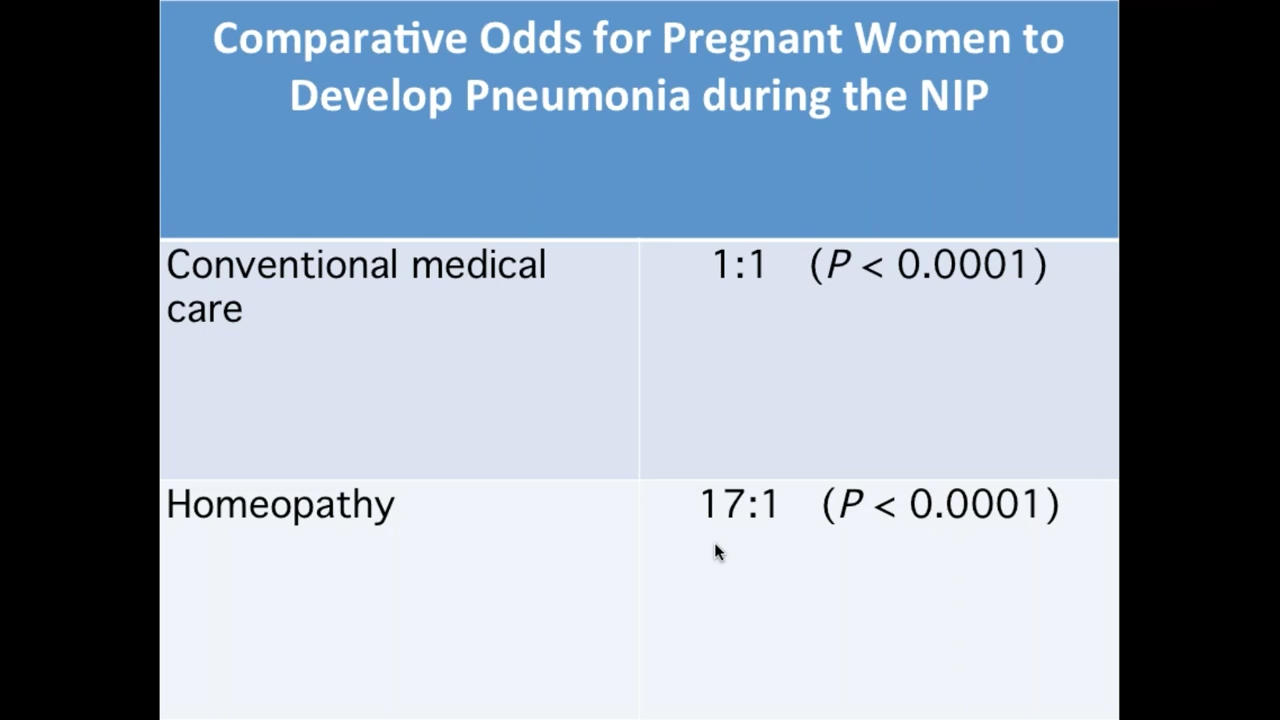 Comparative Odds for Pregnant Women to
Develop Pneumonia during the NIP
Conventional medical
care
1:1 (P < 0.0001)
Homeopathy
17:1 (P < 0.0001)